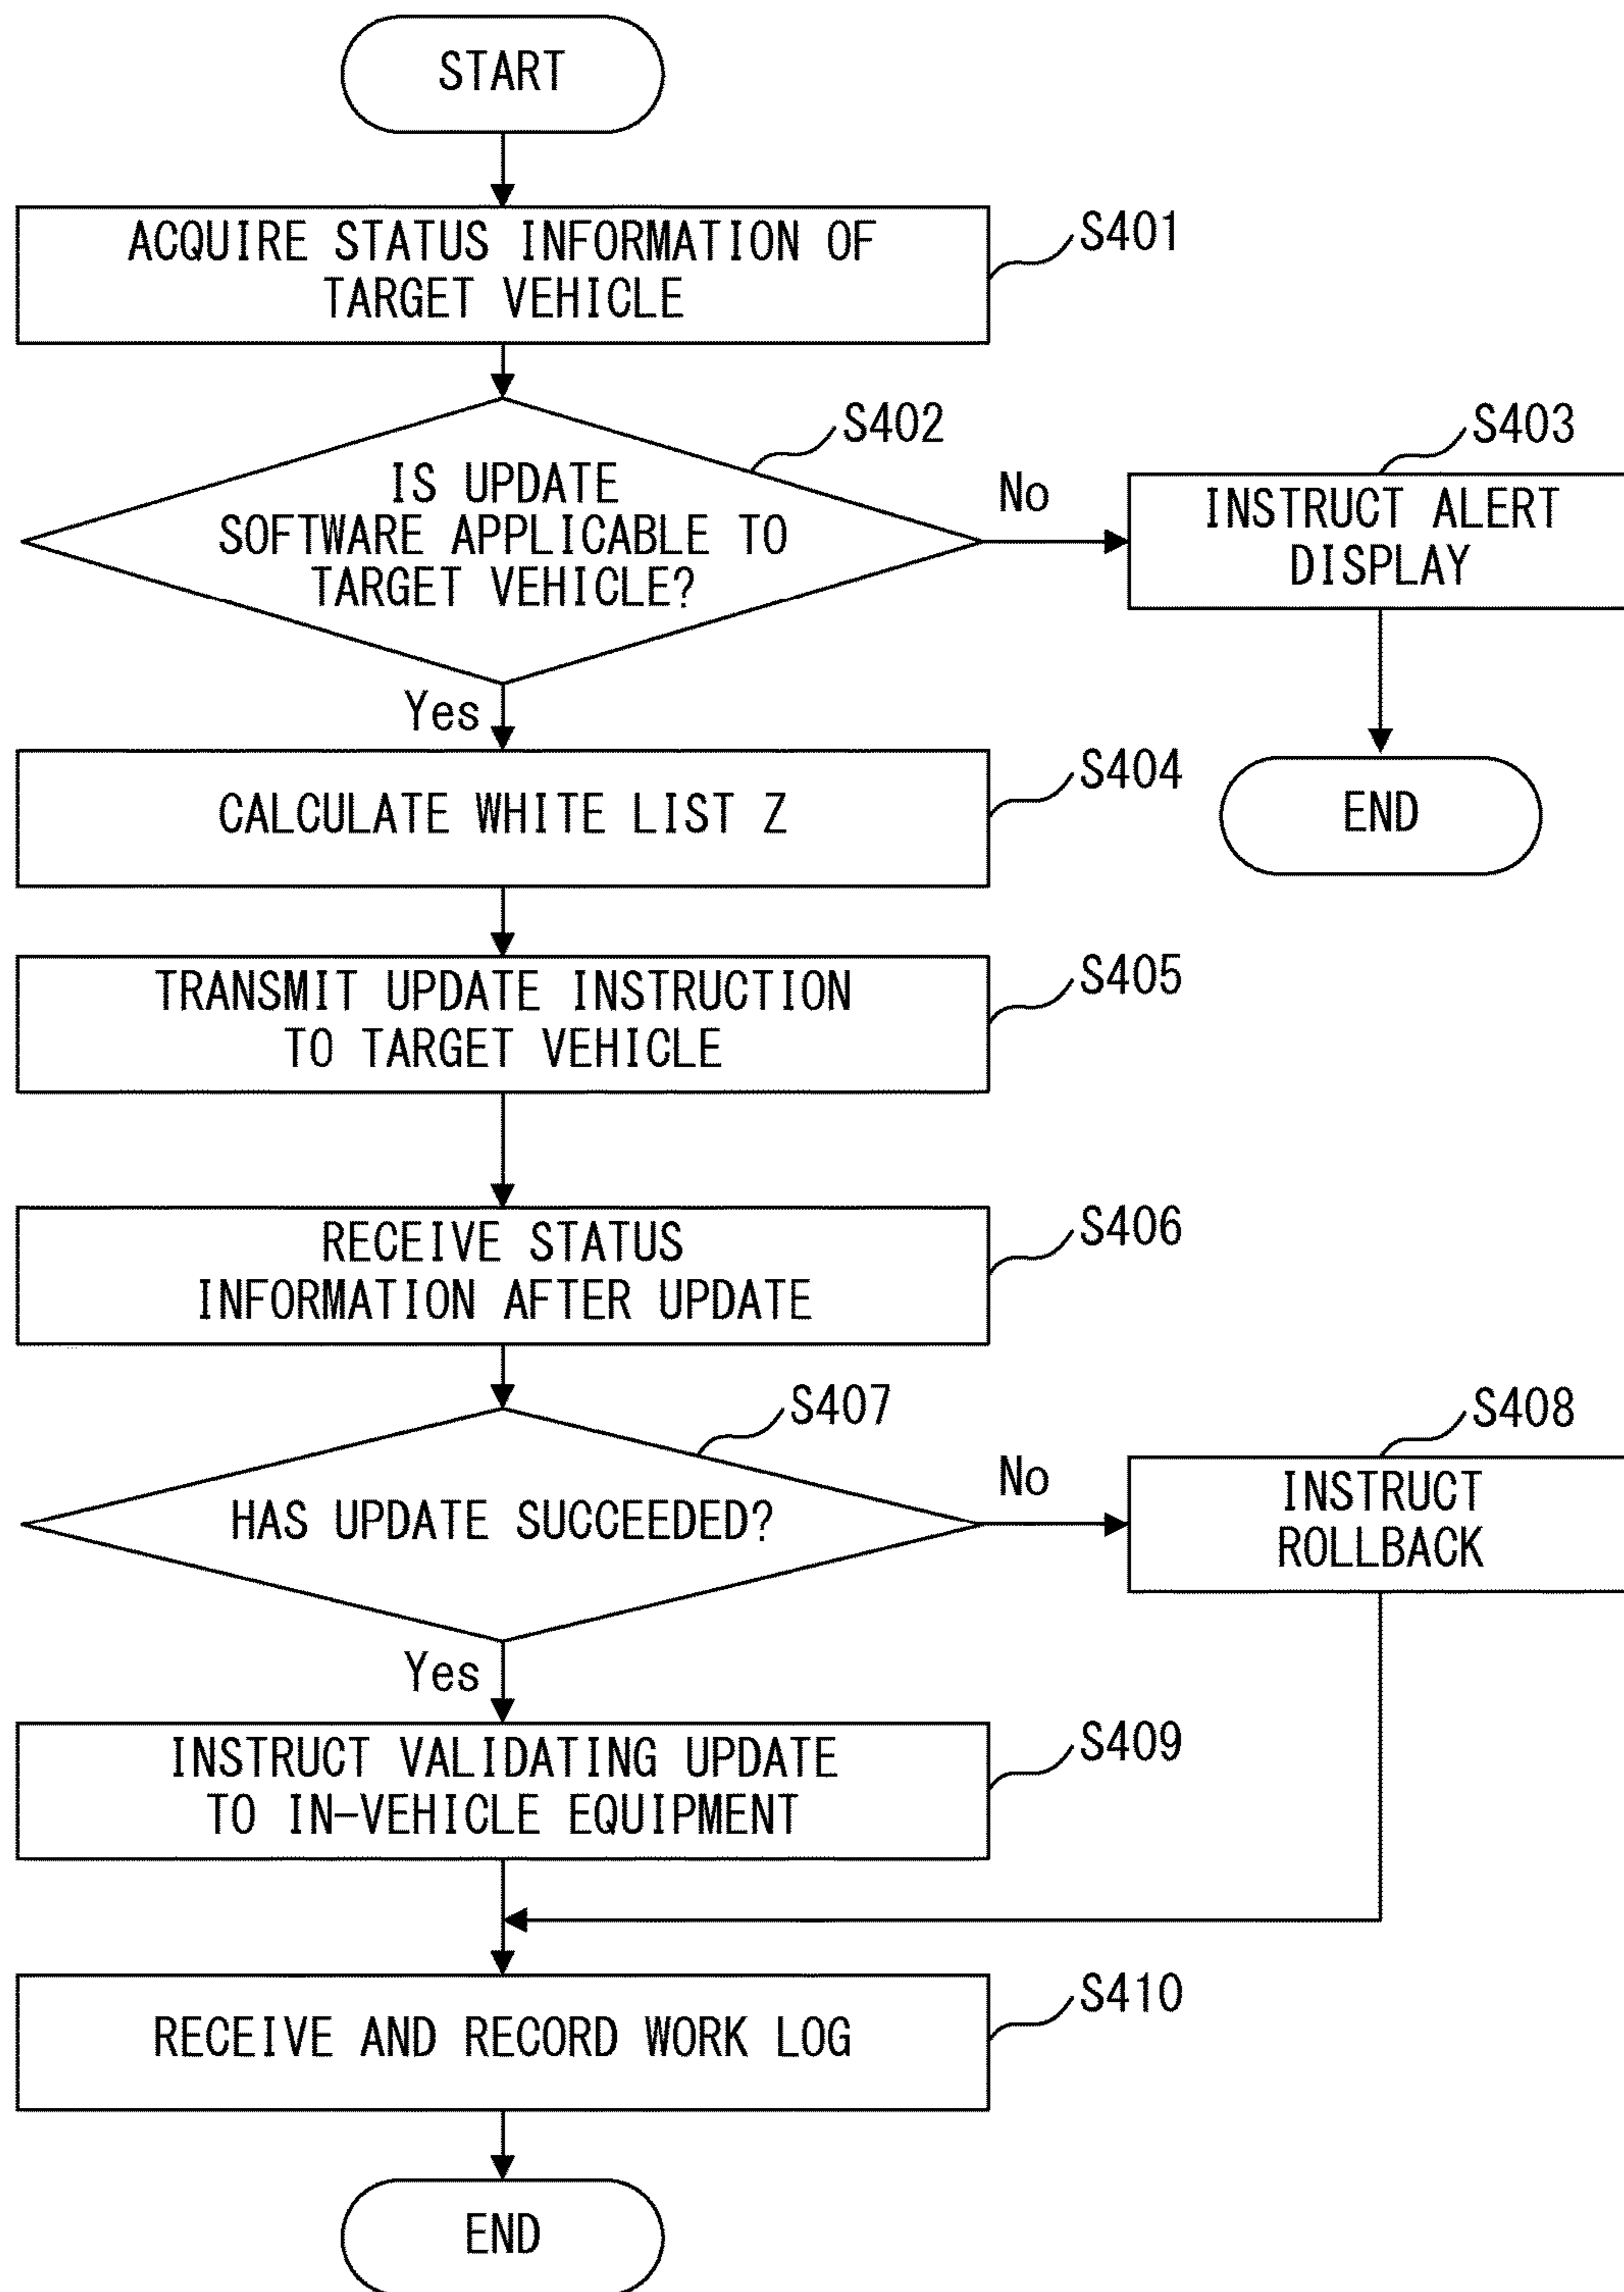 START
ACQUIRE STATUS INFORMATION OF
TARGET VEHICLE
S401
IS UPDATE
SOFTWARE APPLICABLE TO
TARGET VEHICLE?
S402
No
S403
INSTRUCT ALERT
DISPLAY
END
Yes
CALCULATE WHITE LIST Z
S404
TRANSMIT UPDATE INSTRUCTION
TO TARGET VEHICLE
S405
RECEIVE STATUS
INFORMATION AFTER UPDATE
S406
HAS UPDATE SUCCEEDED?
S407
No
S408
INSTRUCT
ROLLBACK
Yes
INSTRUCT VALIDATING UPDATE
TO IN-VEHICLE EQUIPMENT
S409
RECEIVE AND RECORD WORK LOG
S410
END